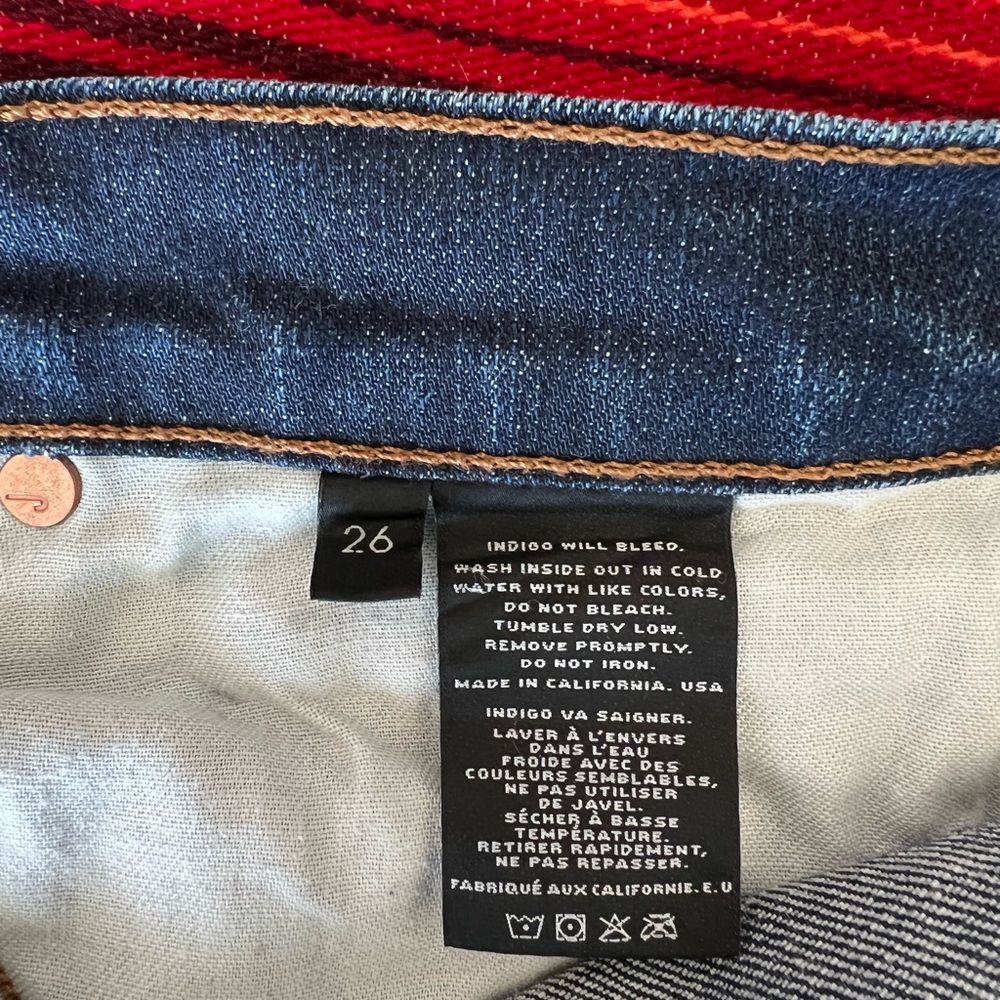 J
26
INDIGO WILL BLEED.
WASH INSIDE OUT IN COLD
WATER WITH LIKE COLORS,
DO NOT BLEACH.
TUMBLE DRY LOW.
REMOVE PROMPTLY.
DO NOT IRON.
MADE IN CALIFORNIA. USA
INDIGO VA SAIGNER.
LAVER À L'ENVERS
DANS L'EAU
FROIDE AVEC DES
COULEURS SEMBLABLES,
NE PAS UTILISER
DE JAVEL.
SÉCHER À BASSE
TEMPÉRATURE.
RETIRER RAPIDEMENT,
NE PAS REPASSER.
FABRIQUÉ AUX CALIFORNIE. E.U